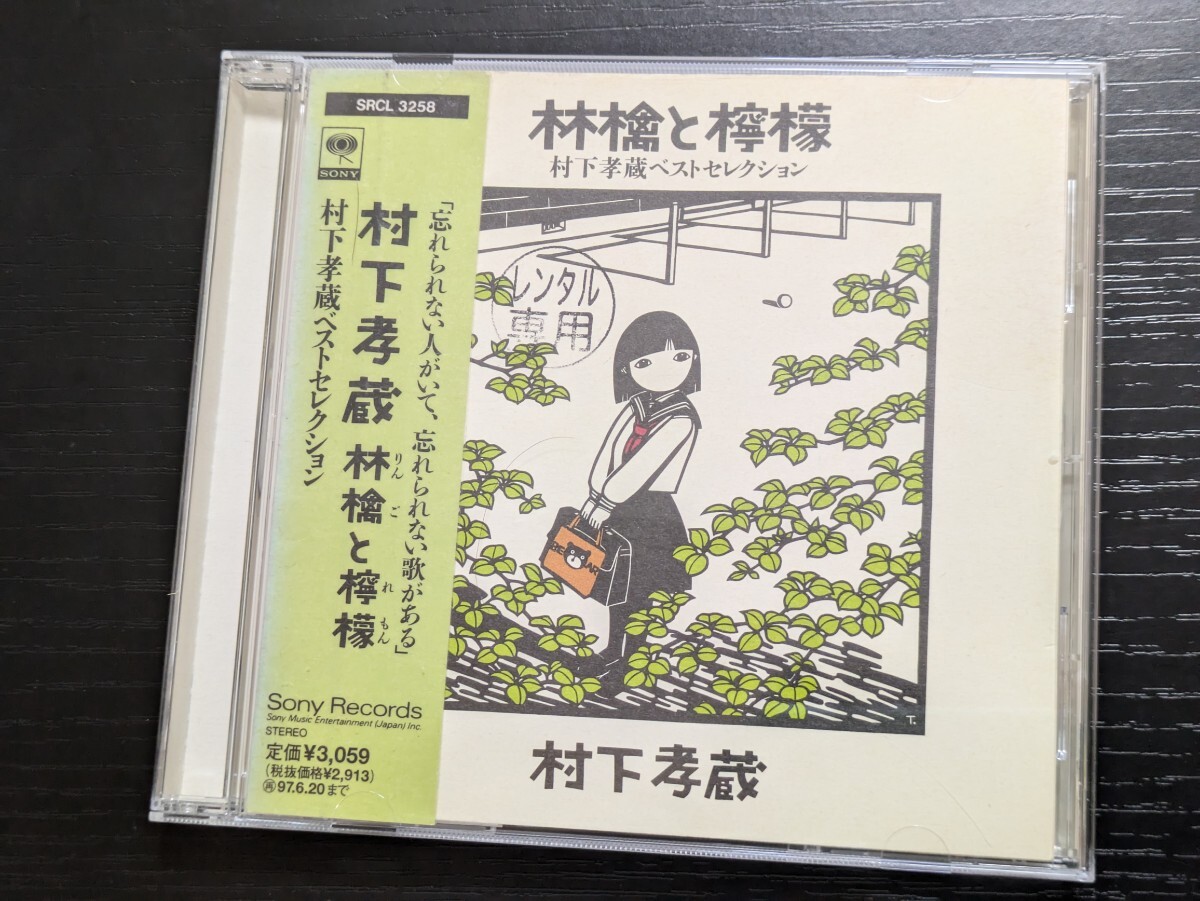 SRCL 3258
SONY
「忘れられない人がいて、忘れられない歌がある」
村下孝蔵 林檎と檸檬
りんご
れもん
村下孝蔵ベストセレクション
Sony Records
Sony Music Entertainment (Japan) Inc.
STEREO
定価¥3,059
(税抜価格¥2,913)
再97.6.20まで
林檎と檸檬
村下孝蔵ベストセレクション
レンタル
専用
T.
村下孝蔵